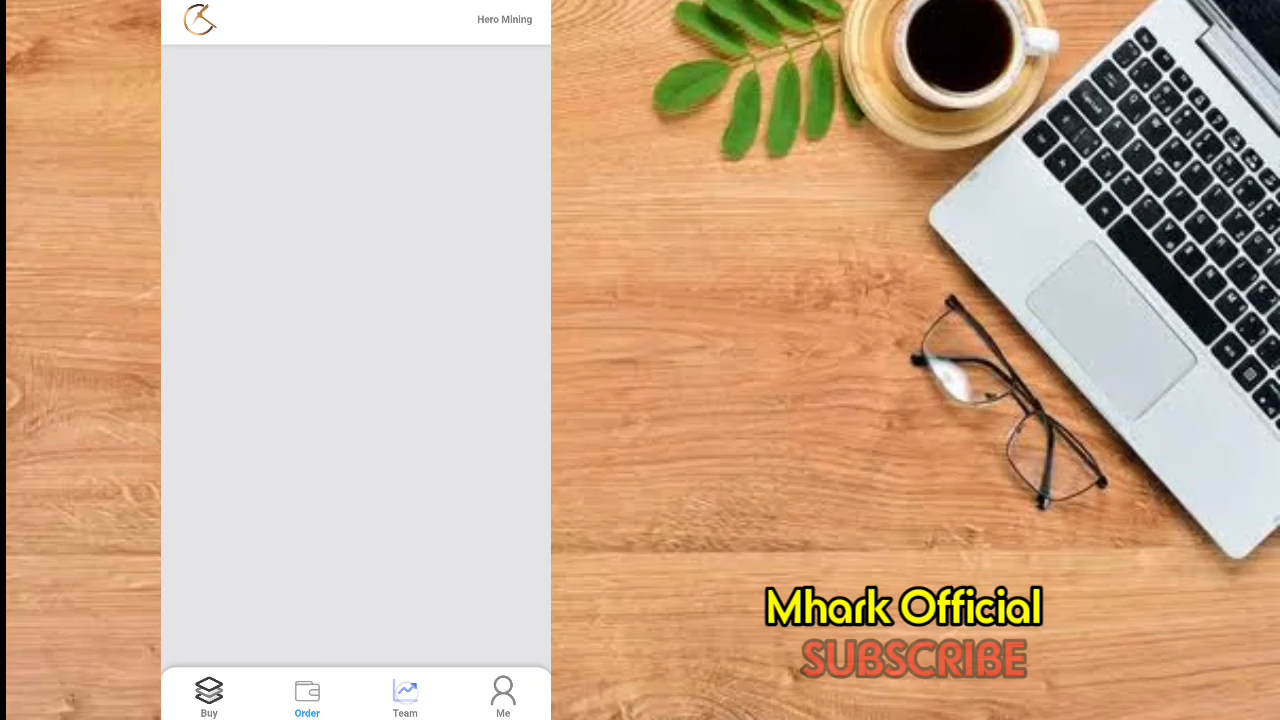 Hero Mining
Mhark Official
SUBSCRIBE
Buy
Order
Team
Me